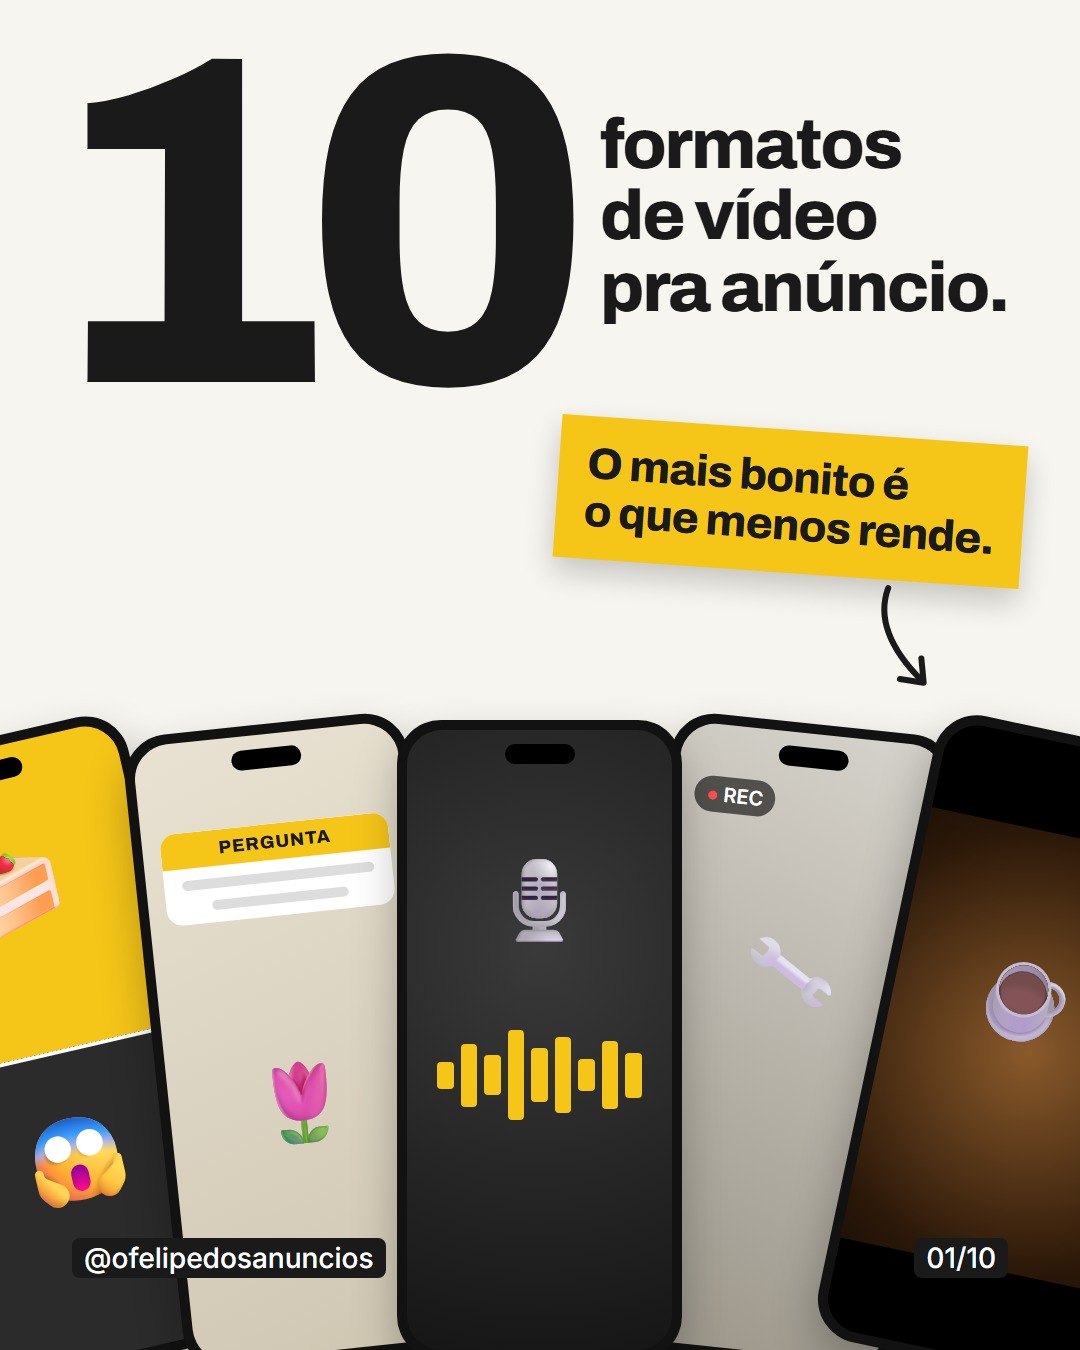 10
formatos
de vídeo
pra anúncio.
O mais bonito é
o que menos rende.
PERGUNTA
REC
@ofelipedosanuncios
01/10